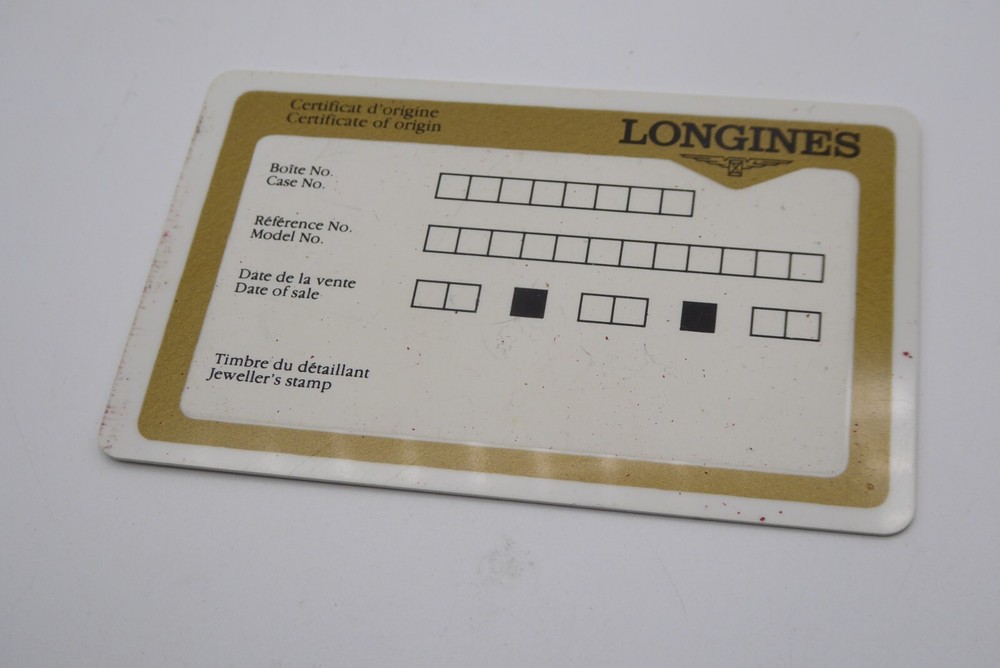 Certificat d'origine
Certificate of origin
LONGINES
Boîte No.
Case No.
Référence No.
Model No.
Date de la vente
Date of sale
Timbre du détaillant
Jeweller's stamp